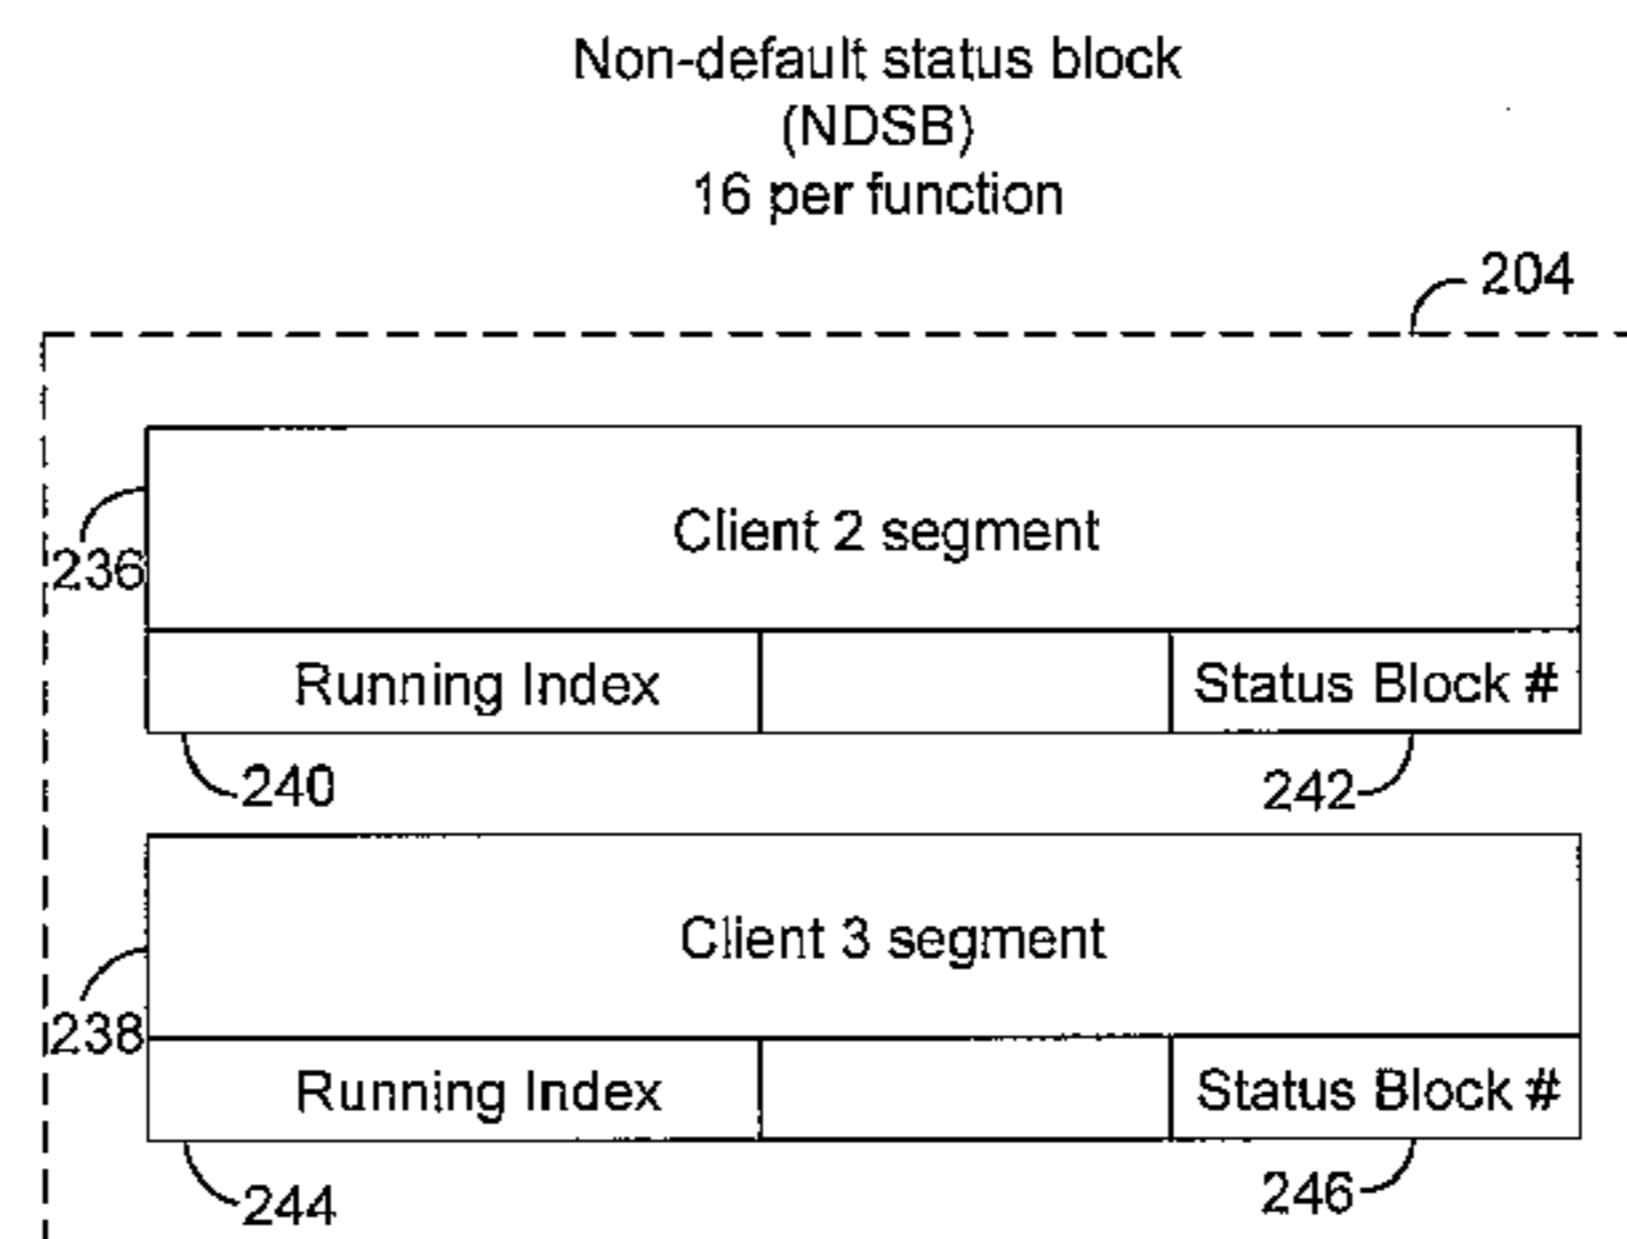 Non-default status block
(NDSB)
16 per function
204
Client 2 segment
236
Running Index
Status Block #
240
242
Client 3 segment
238
Running Index
Status Block #
244
246